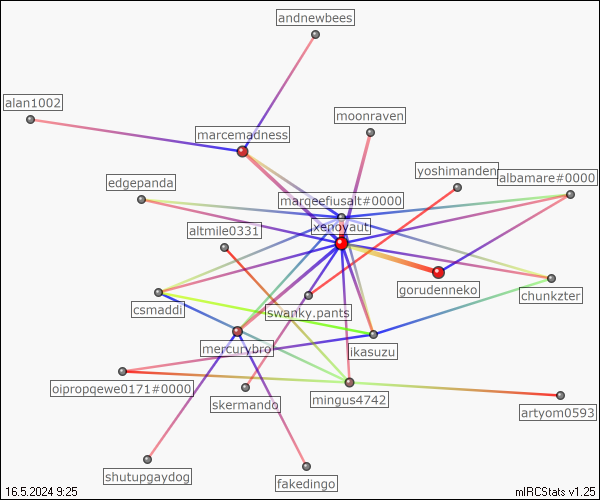 andnewbees
alan1002
moonraven
marcemadness
yoshimanden
albamare#0000
edgepanda
marqeefiusalt#0000
xenoyaut
altmile0331
gorudenneko
chunkzter
csmaddi
swanky.pants
mercurybro
ikasuzu
oipropqewe0171#0000
skermando
mingus4742
artyom0593
shutupgaydog
fakedingo
16.5.2024 9:25
mIRCStats v1.25